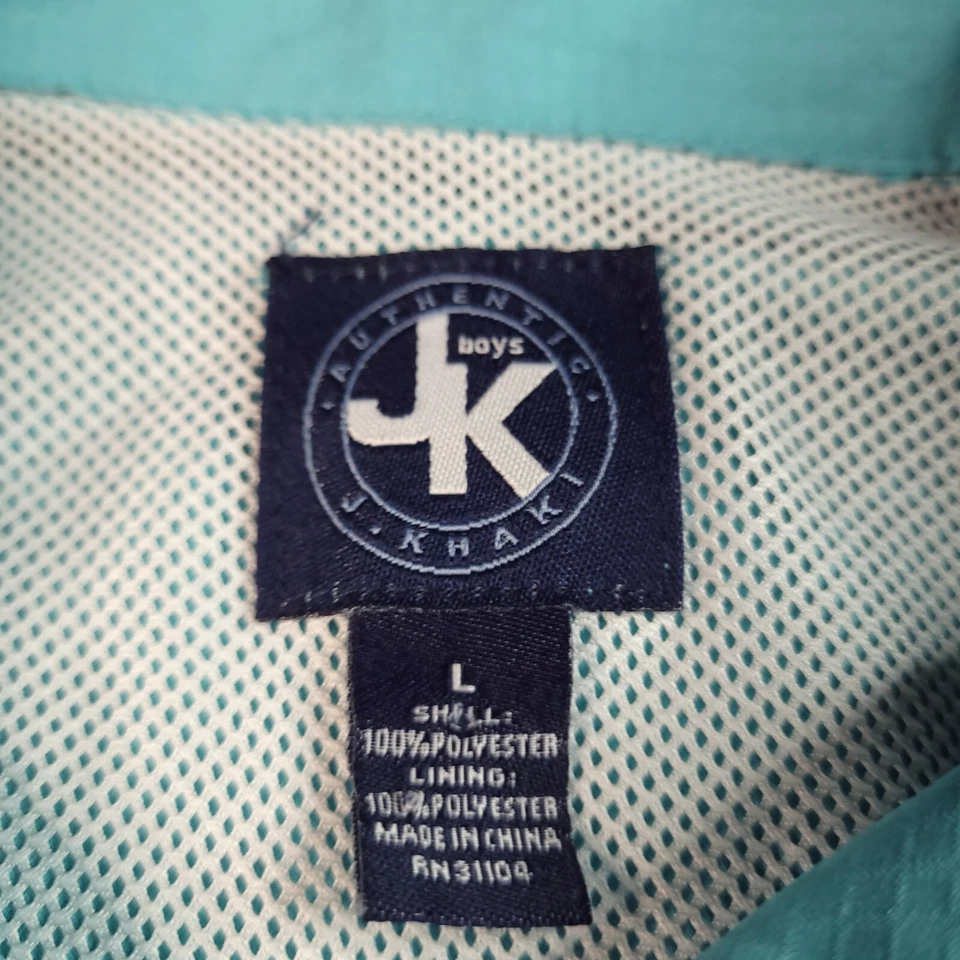 AUTHENTIC
boys
JK
J. KHAKI
L
SHELL:
100% POLYESTER
LINING:
100% POLYESTER
MADE IN CHINA
RN31104